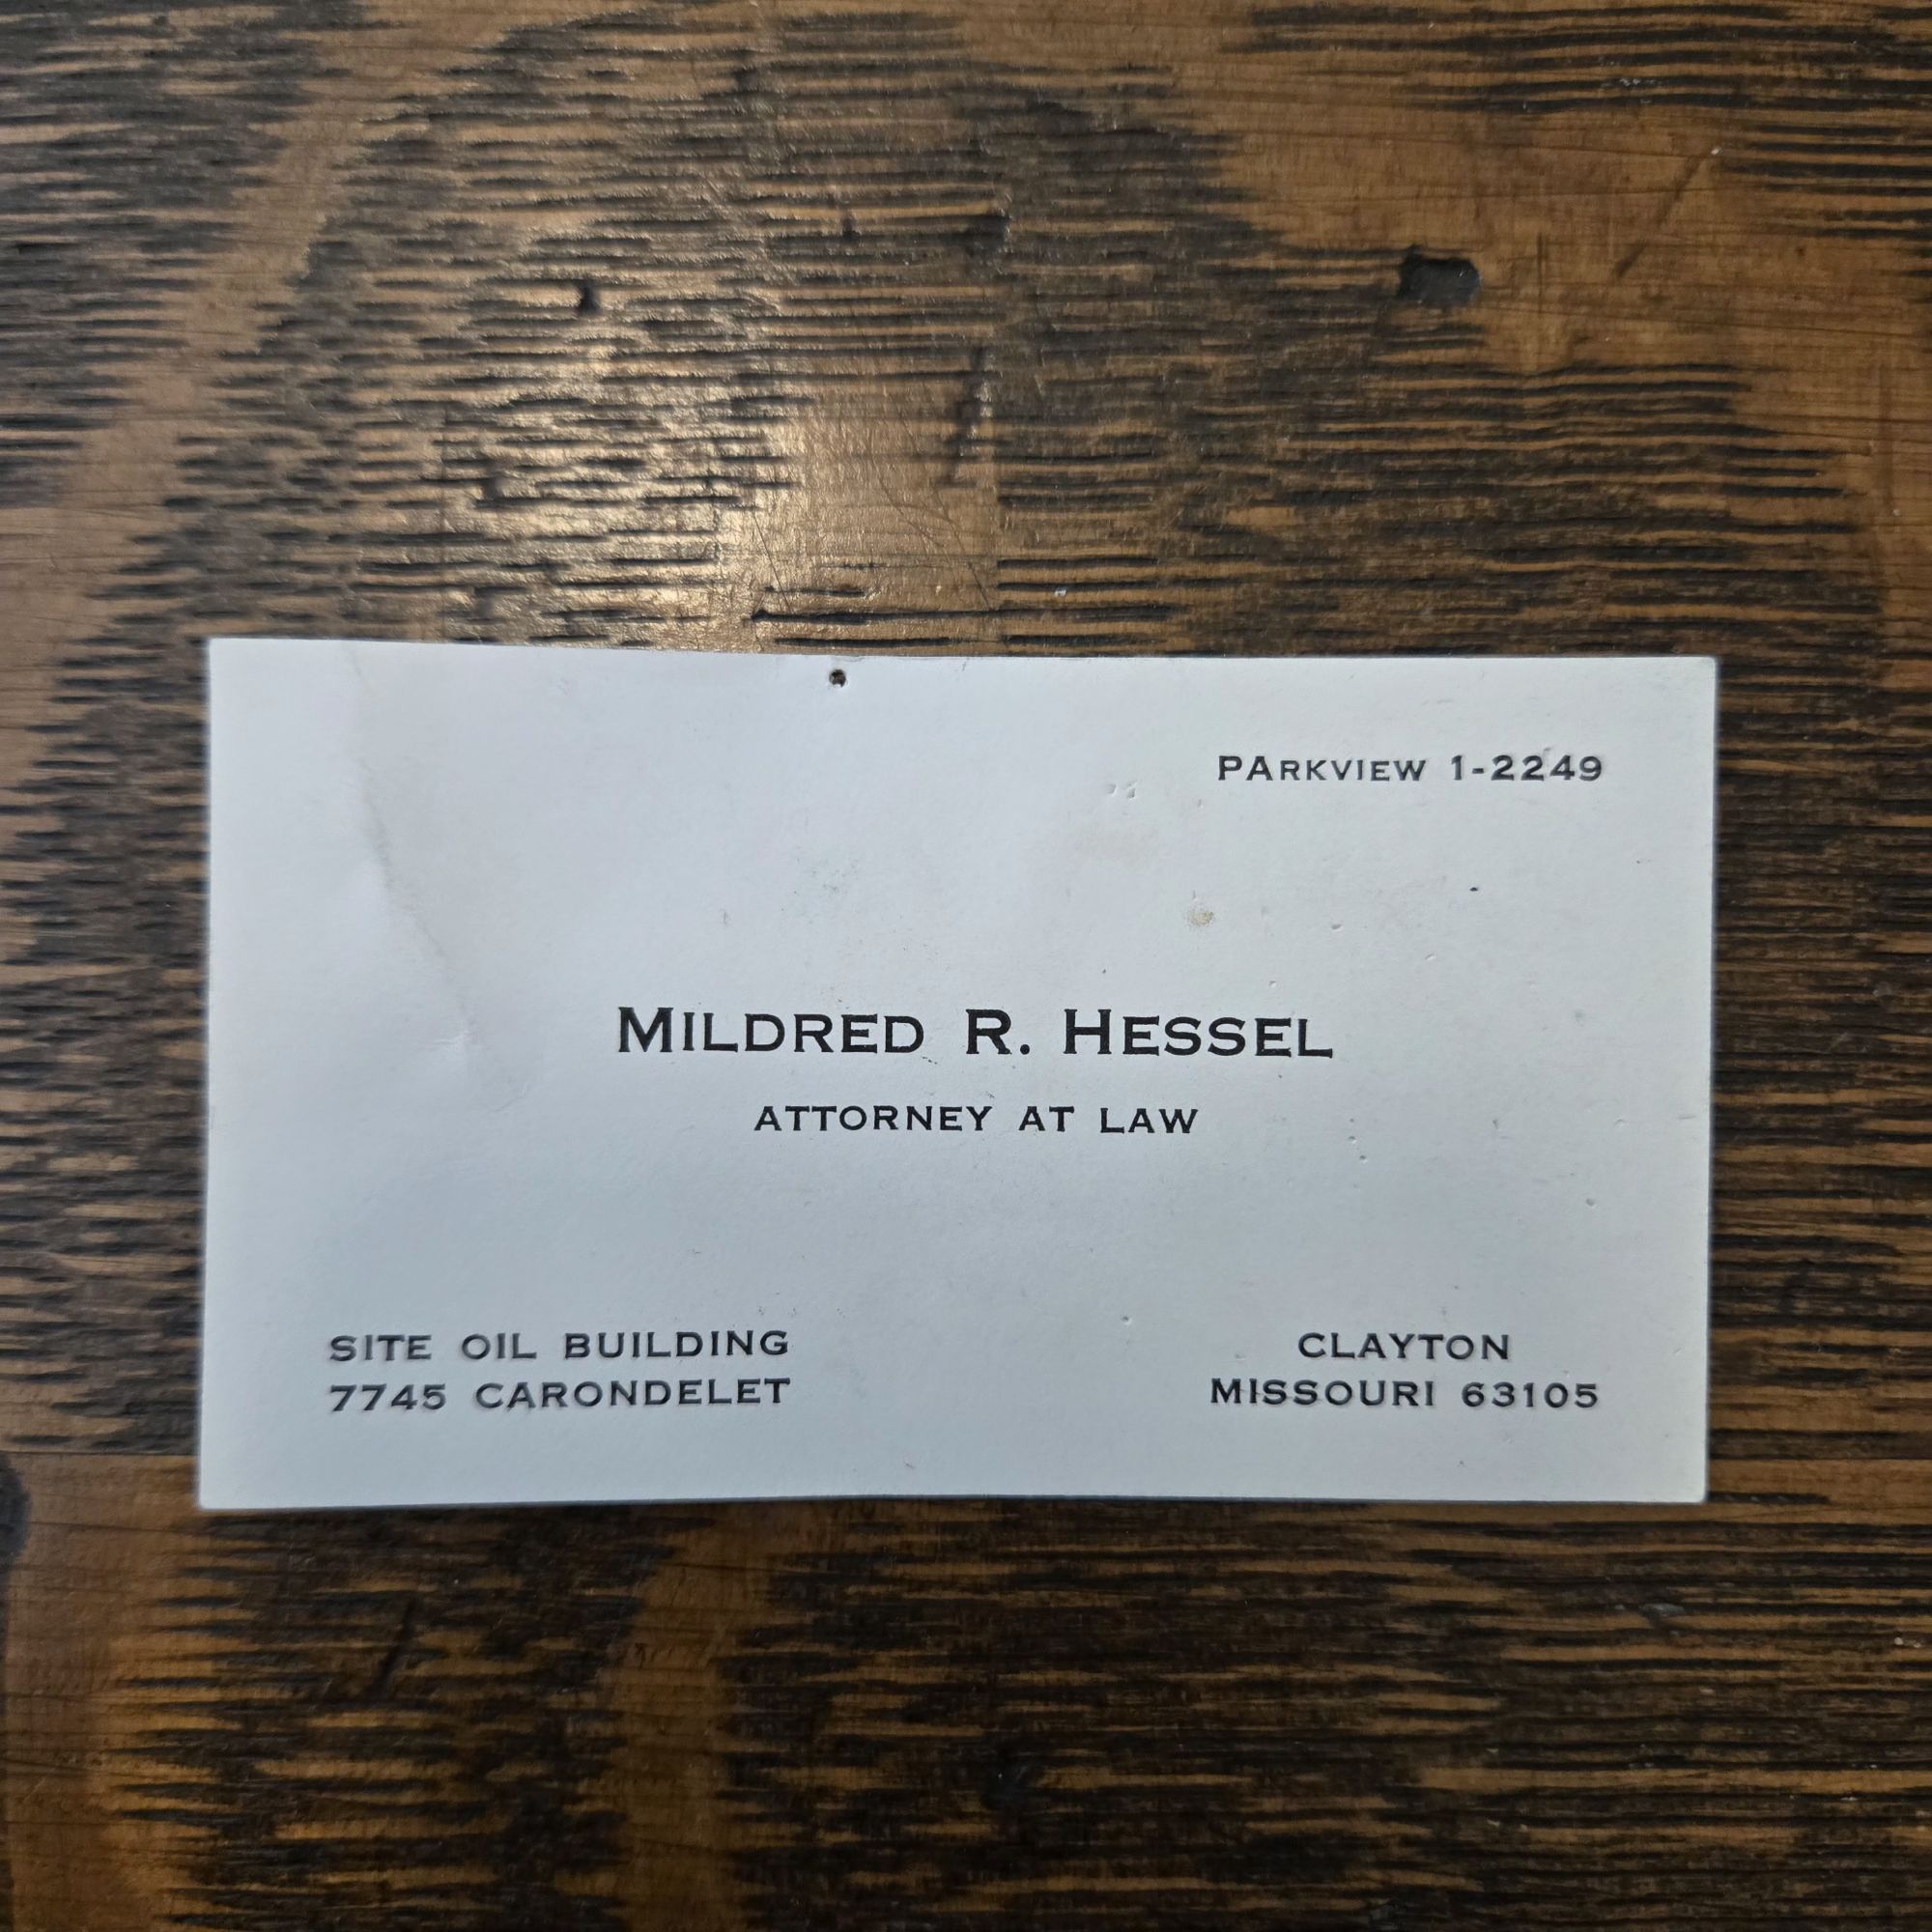 PARKVIEW 1-2249
MILDRED R. HESSEL
ATTORNEY AT LAW
SITE OIL BUILDING
7745 CARONDELET
CLAYTON
MISSOURI 63105